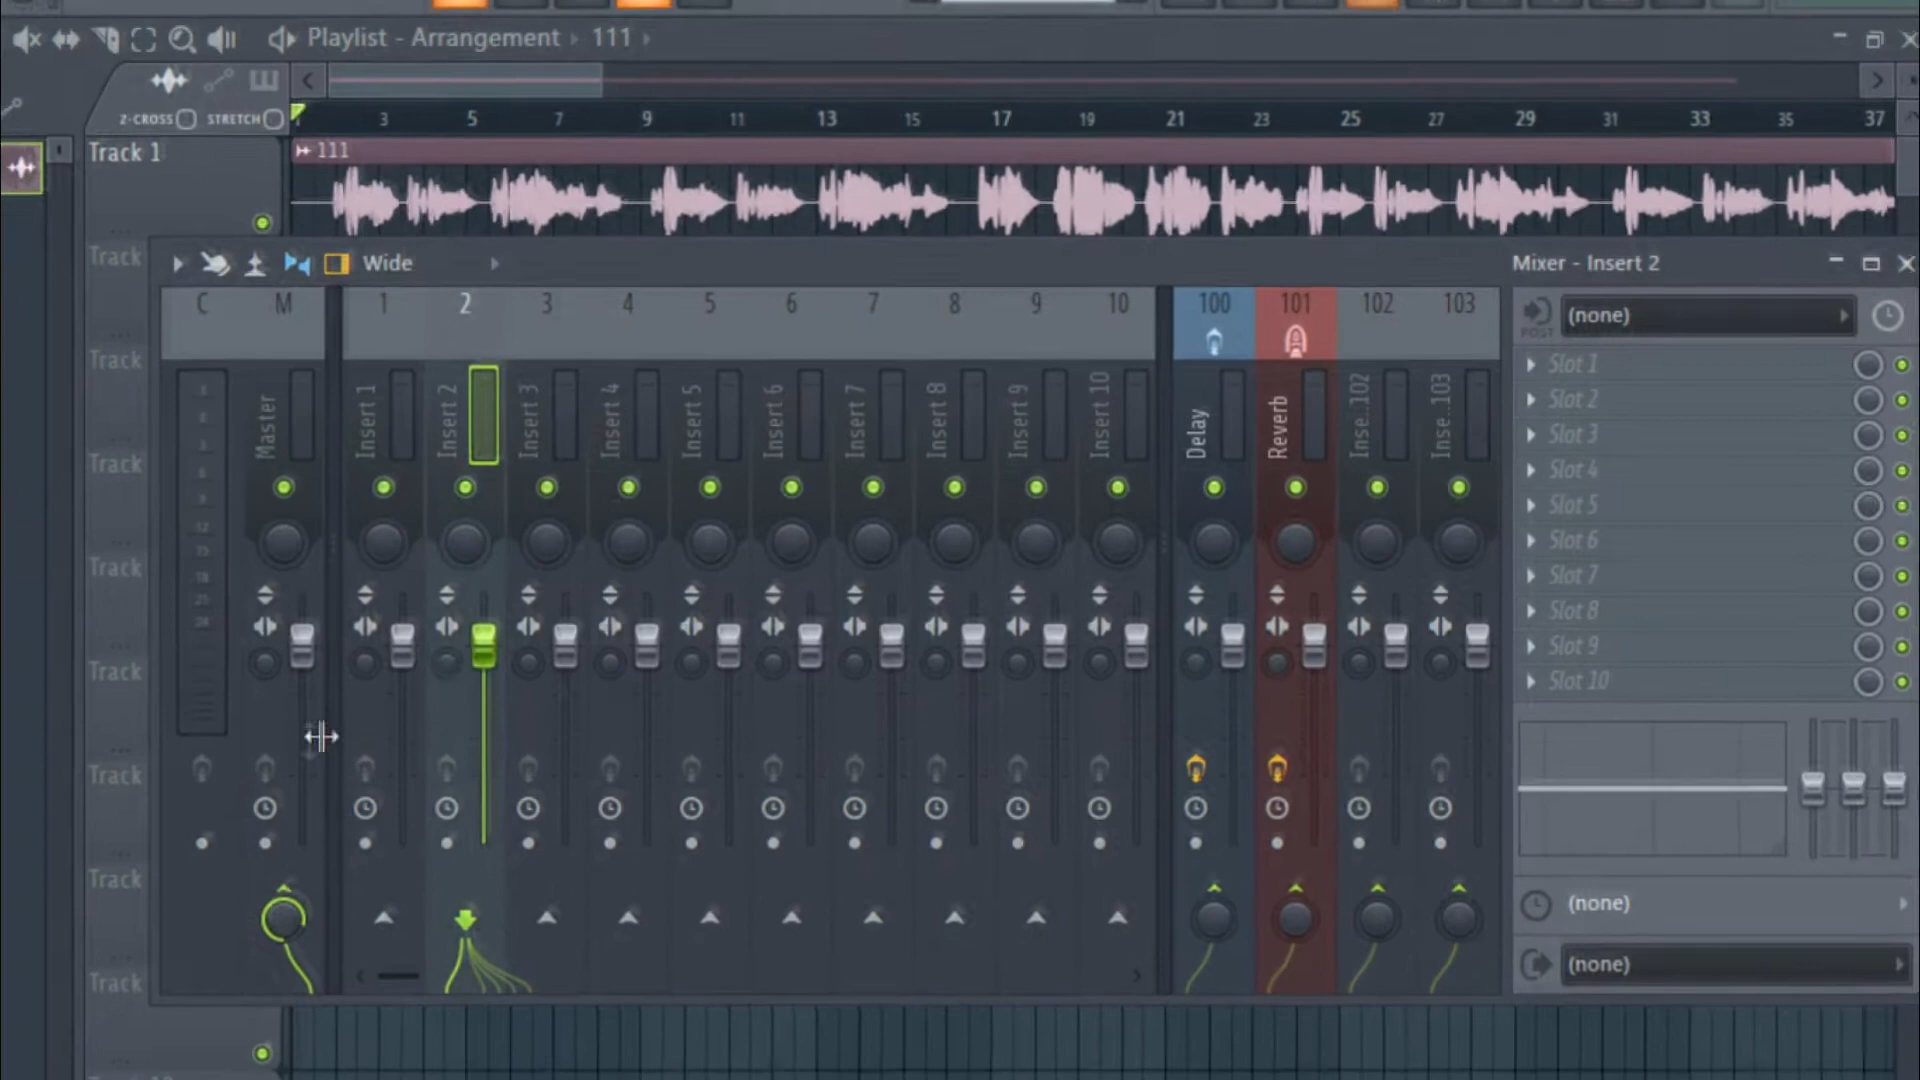 Playlist - Arrangement › 111 ›
Z-CROSS STRETCH
3 5 7 9 11 13 15 17 19 21 23 25 27 29 31 33 35 37
Track 1
111
Track
Wide
Mixer - Insert 2
C M 1 2 3 4 5 6 7 8 9 10 100 101 102 103
(none)
POST
Track
Master
Insert 1
Insert 2
Insert 3
Insert 4
Insert 5
Insert 6
Insert 7
Insert 8
Insert 9
Insert 10
Delay
Reverb
Inse..102
Inse..103
Slot 1
Slot 2
Slot 3
Slot 4
Slot 5
Slot 6
Slot 7
Slot 8
Slot 9
Slot 10
Track
Track
Track
Track
Track
(none)
Track
(none)